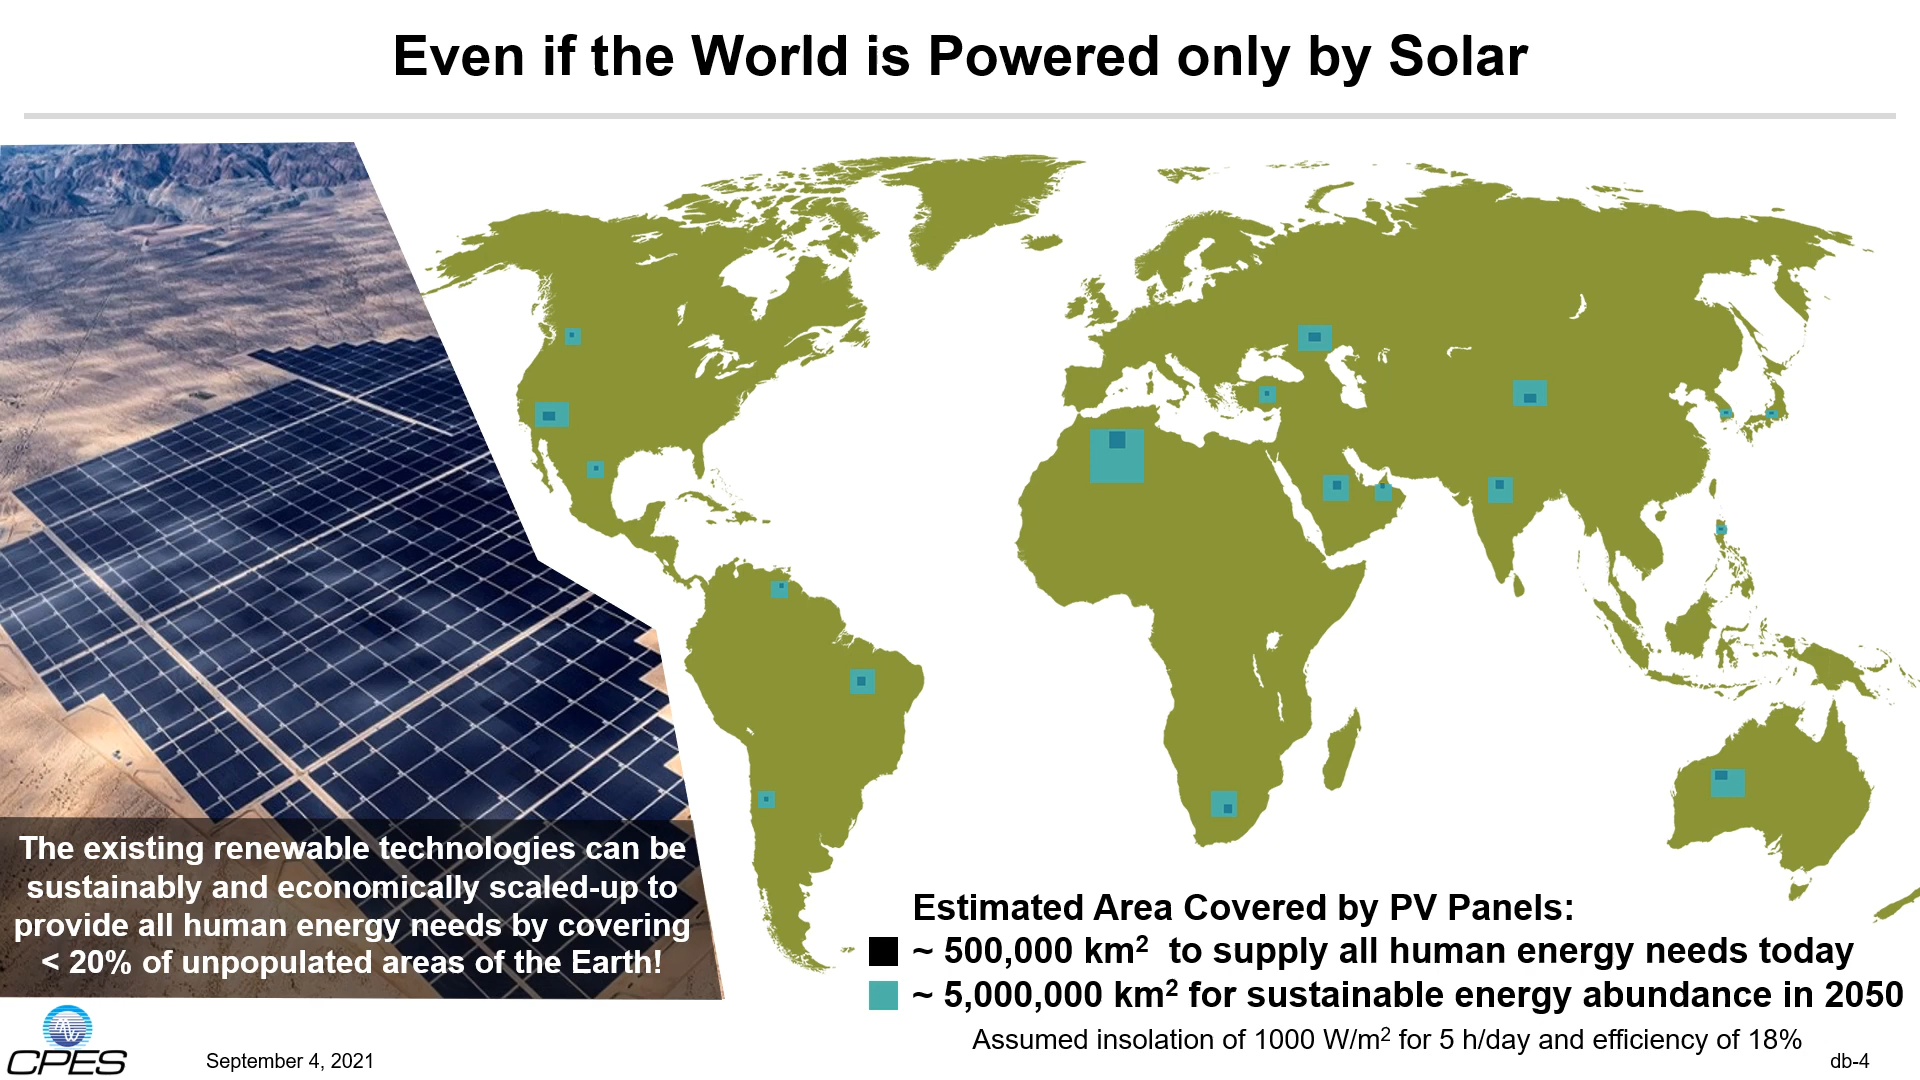 Even if the World is Powered only by Solar
The existing renewable technologies can be
sustainably and economically scaled-up to
provide all human energy needs by covering
< 20% of unpopulated areas of the Earth!
Estimated Area Covered by PV Panels:
~ 500,000 km² to supply all human energy needs today
~ 5,000,000 km² for sustainable energy abundance in 2050
Assumed insolation of 1000 W/m² for 5 h/day and efficiency of 18%
CPES
September 4, 2021
db-4